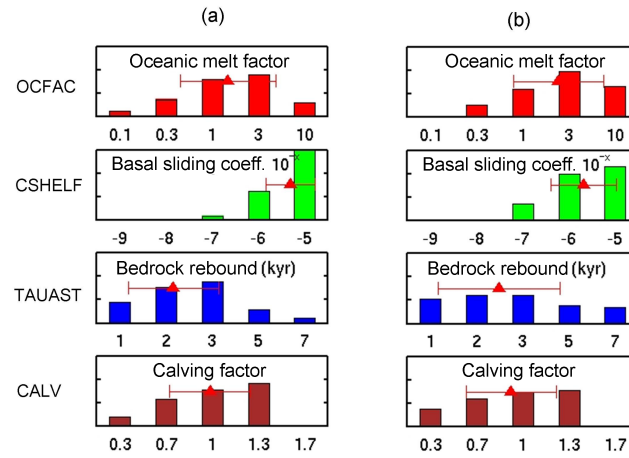 (a) (b)
OCFAC Oceanic melt factor Oceanic melt factor
0.1 0.3 1 3 10 0.1 0.3 1 3 10
CSHELF Basal sliding coeff. 10^-x Basal sliding coeff. 10^-x
-9 -8 -7 -6 -5 -9 -8 -7 -6 -5
TAUAST Bedrock rebound (kyr) Bedrock rebound (kyr)
1 2 3 5 7 1 2 3 5 7
CALV Calving factor Calving factor
0.3 0.7 1 1.3 1.7 0.3 0.7 1 1.3 1.7